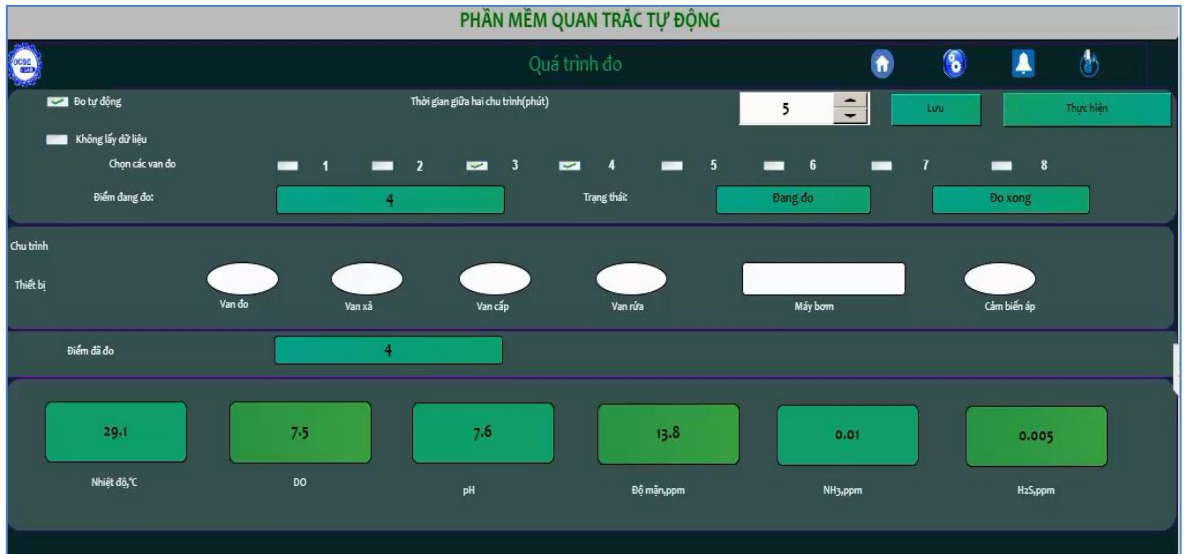 PHẦN MỀM QUAN TRẮC TỰ ĐỘNG
Quá trình đo
Đo tự động Thời gian giữa hai chu trình(phút) 5 Lưu Thực hiện
Không lấy dữ liệu
Chọn các van đo 1 2 3 4 5 6 7 8
Điểm đang đo: 4 Trạng thái: Đang đo Đo xong
Chu trình
Thiết bị
Van đo Van xả Van cấp Van rửa Máy bơm Cảm biến áp
Điểm đã đo 4
29.1 7.5 7.6 13.8 0.01 0.005
Nhiệt độ,°C DO pH Độ mặn,ppm NH3,ppm H2S,ppm